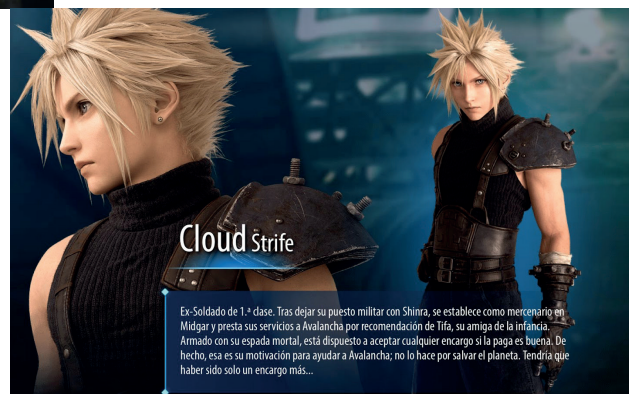 Cloud Strife
Ex-Soldado de 1.ª clase. Tras dejar su puesto militar con Shinra, se establece como mercenario en
Midgar y presta sus servicios a Avalancha por recomendación de Tifa, su amiga de la infancia.
Armado con su espada mortal, está dispuesto a aceptar cualquier encargo si la paga es buena. De
hecho, esa es su motivación para ayudar a Avalancha; no lo hace por salvar el planeta. Tendría que
haber sido solo un encargo más...